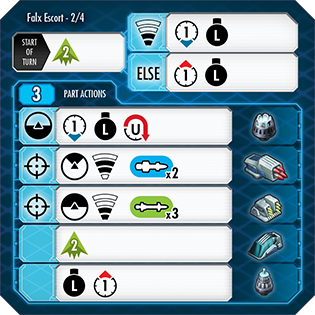 Falx Escort - 2/4
START OF TURN
2
1 L
ELSE 1 L
3 PART ACTIONS
1 L U
x2
x3
2
L 1